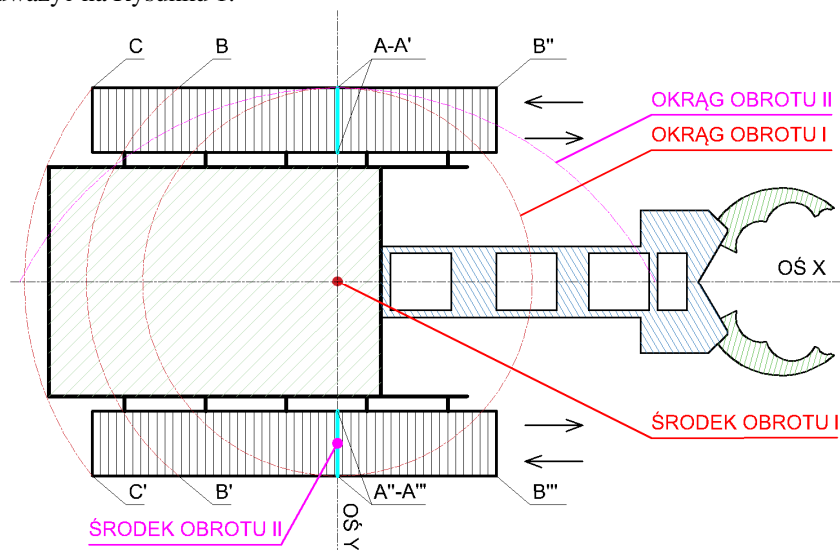 C B A-A' B"
OKRĄG OBROTU II
OKRĄG OBROTU I
OŚ X
ŚRODEK OBROTU I
C' B' A"-A"' B"'
ŚRODEK OBROTU II
OŚ Y